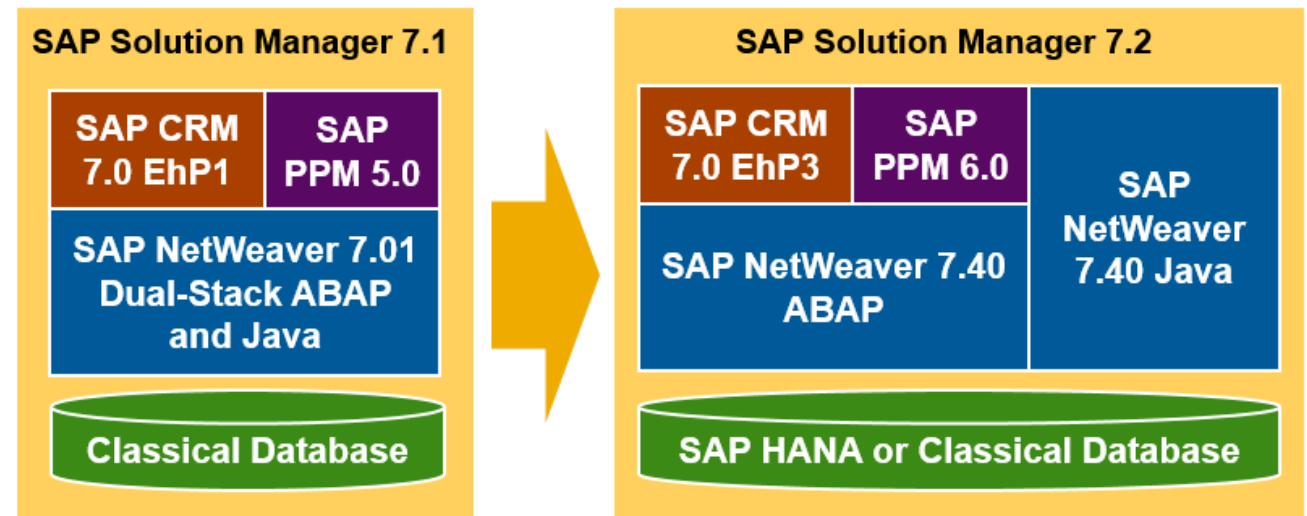 SAP Solution Manager 7.1
SAP CRM
7.0 EhP1
SAP
PPM 5.0
SAP NetWeaver 7.01
Dual-Stack ABAP
and Java
Classical Database
SAP Solution Manager 7.2
SAP CRM
7.0 EhP3
SAP
PPM 6.0
SAP NetWeaver 7.40
ABAP
SAP
NetWeaver
7.40 Java
SAP HANA or Classical Database